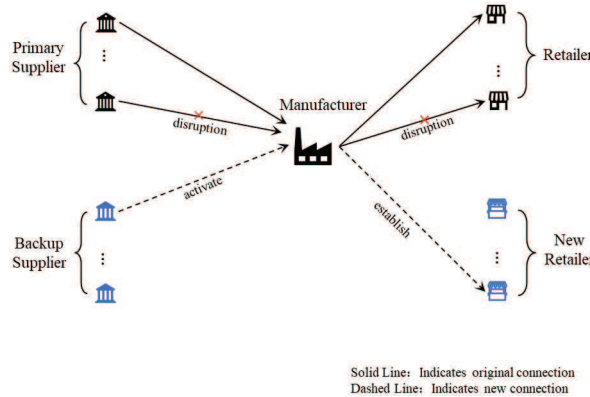 Primary
Supplier
disruption
Manufacturer
disruption
Retailer
activate
establish
Backup
Supplier
New
Retailer
Solid Line: Indicates original connection
Dashed Line: Indicates new connection